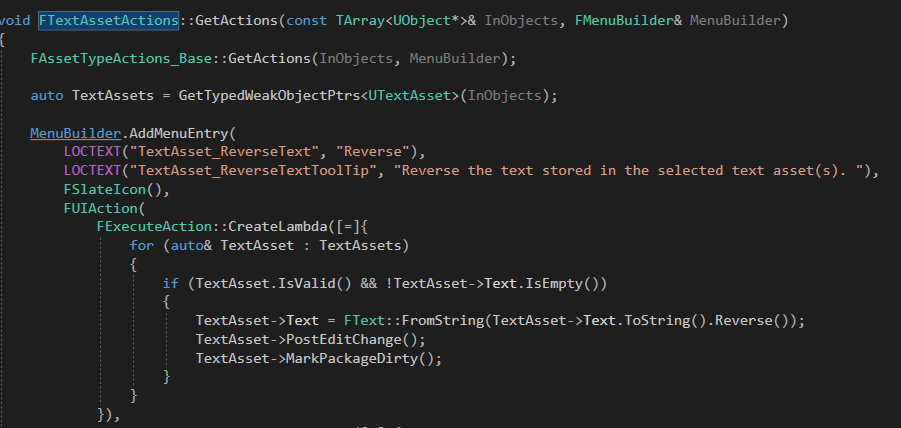 void FTextAssetActions::GetActions(const TArray<UObject*>& InObjects, FMenuBuilder& MenuBuilder)
{
FAssetTypeActions_Base::GetActions(InObjects, MenuBuilder);
auto TextAssets = GetTypedWeakObjectPtrs<UTextAsset>(InObjects);
MenuBuilder.AddMenuEntry(
LOCTEXT("TextAsset_ReverseText", "Reverse"),
LOCTEXT("TextAsset_ReverseTextToolTip", "Reverse the text stored in the selected text asset(s). "),
FSlateIcon(),
FUIAction(
FExecuteAction::CreateLambda([=]{
for (auto& TextAsset : TextAssets)
{
if (TextAsset.IsValid() && !TextAsset->Text.IsEmpty())
{
TextAsset->Text = FText::FromString(TextAsset->Text.ToString().Reverse());
TextAsset->PostEditChange();
TextAsset->MarkPackageDirty();
}
}
}),